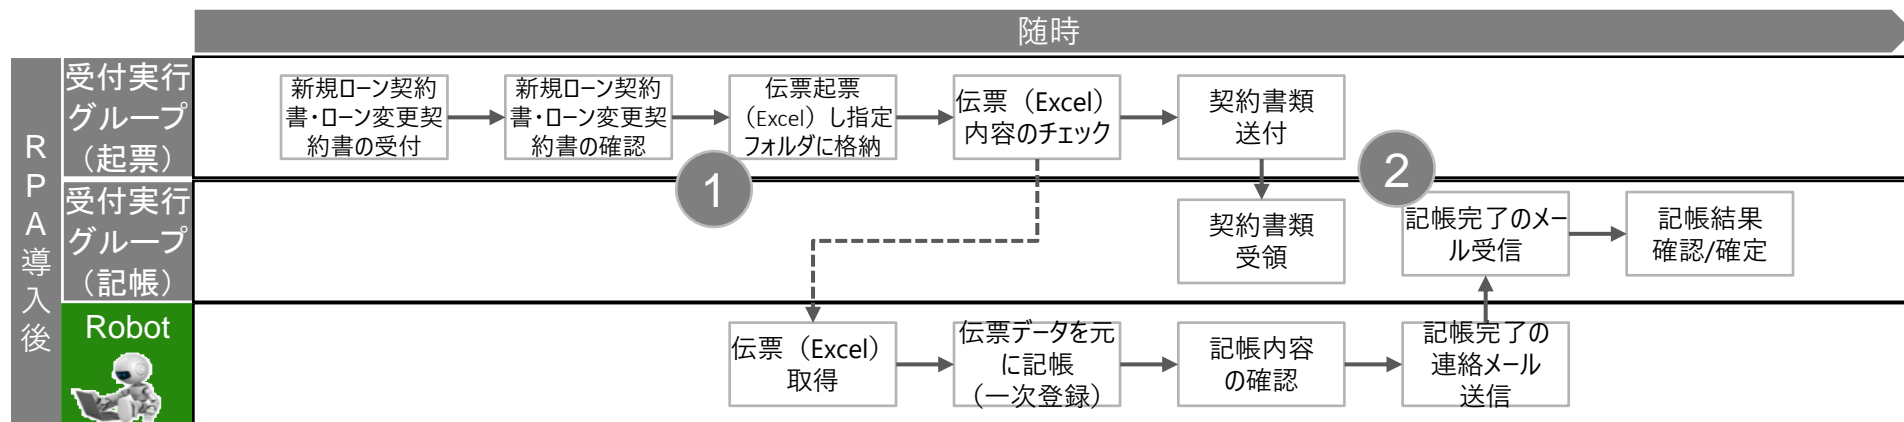 随時
RPA導入後
受付実行
グループ
（起票）
新規ローン契約
書・ローン変更契
約書の受付
新規ローン契約
書・ローン変更契
約書の確認
伝票起票
（Excel）し指定
フォルダに格納
伝票（Excel）
内容のチェック
契約書類
送付
1
2
受付実行
グループ
（記帳）
契約書類
受領
記帳完了のメー
ル受信
記帳結果
確認/確定
Robot
伝票（Excel）
取得
伝票データを元
に記帳
（一次登録）
記帳内容
の確認
記帳完了の
連絡メール
送信